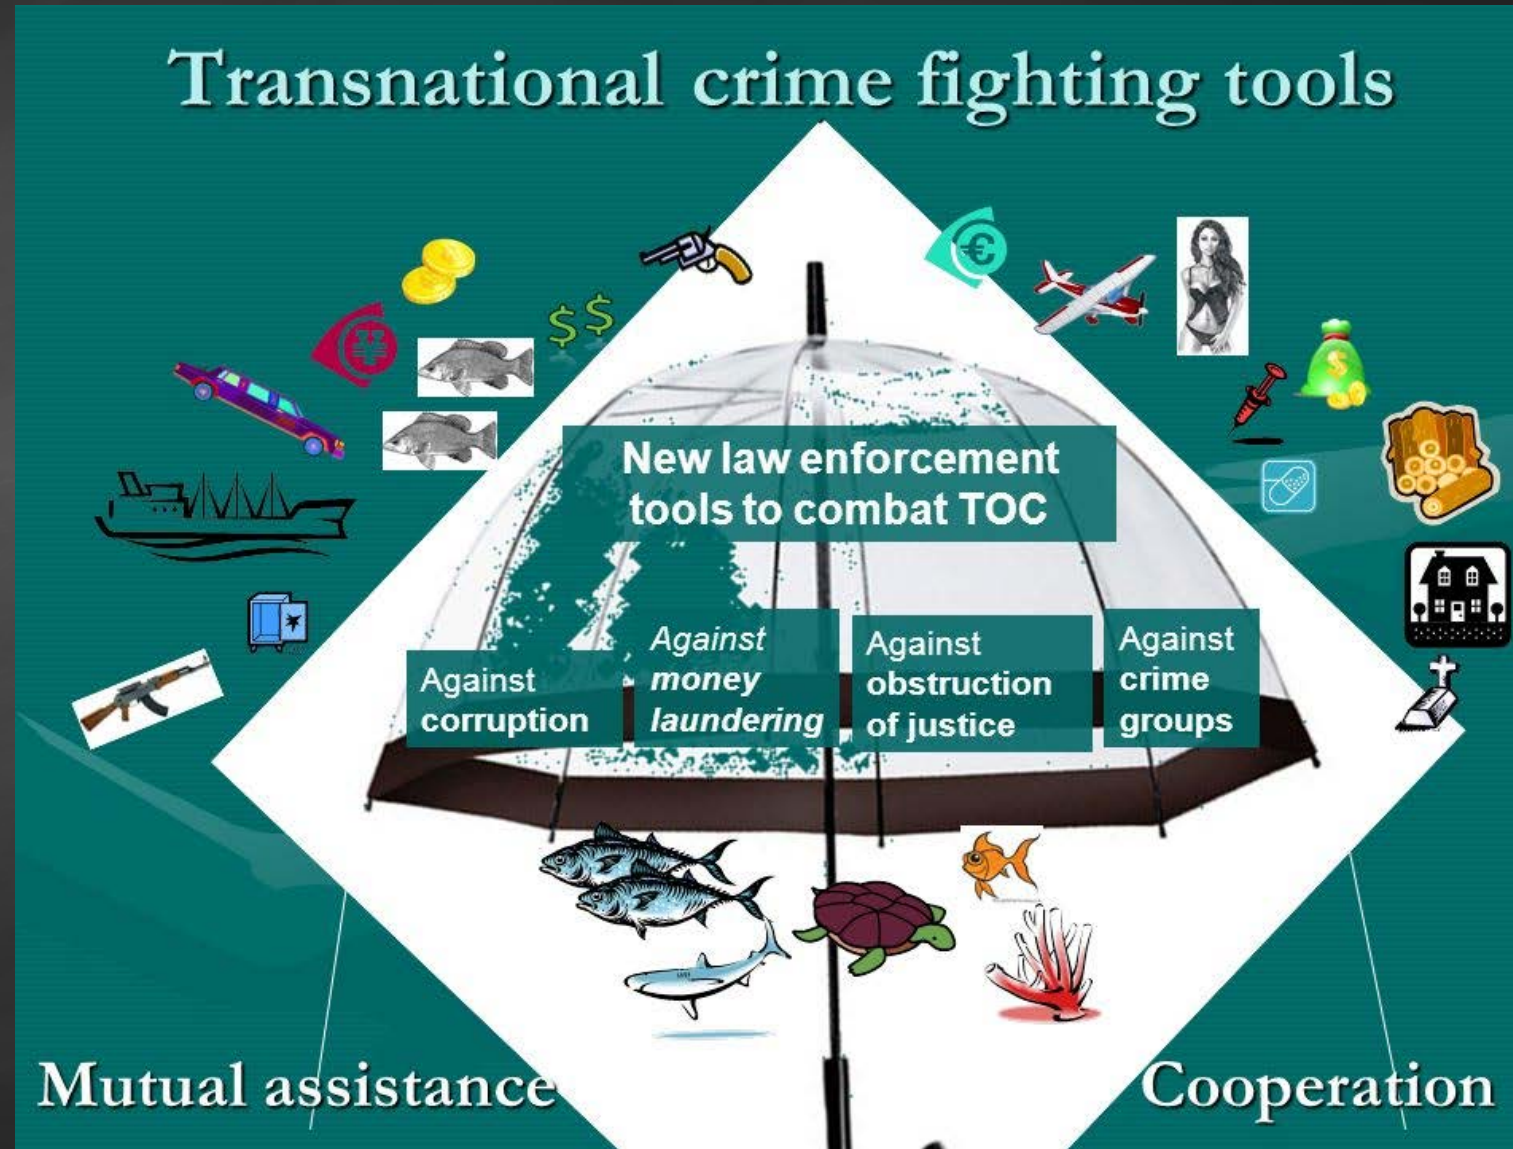 Transnational crime fighting tools
$$
€
$
New law enforcement
tools to combat TOC
Against
corruption
Against
money
laundering
Against
obstruction
of justice
Against
crime
groups
Mutual assistance
Cooperation